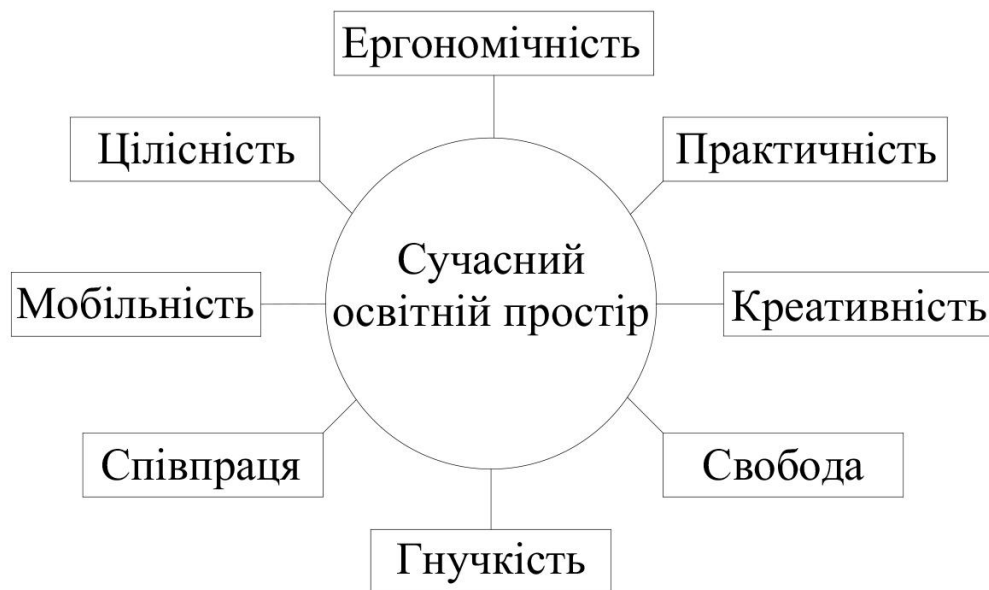 Ергономічність
Цілісність
Практичність
Сучасний
освітній простір
Мобільність
Креативність
Співпраця
Свобода
Гнучкість